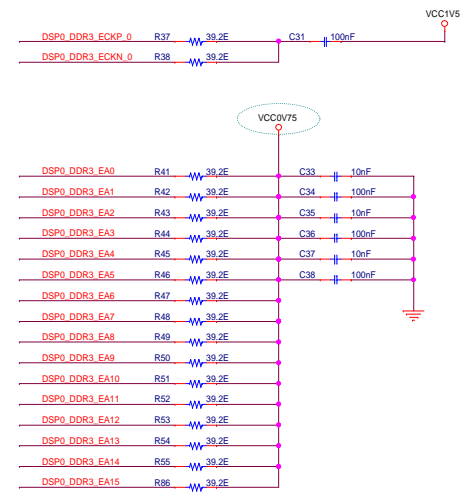 VCC1V5
DSP0_DDR3_ECKP_0 R37 39,2E C31 100nF
DSP0_DDR3_ECKN_0 R38 39,2E
VCC0V75
DSP0_DDR3_EA0 R41 39,2E C33 10nF
DSP0_DDR3_EA1 R42 39,2E C34 100nF
DSP0_DDR3_EA2 R43 39,2E C35 10nF
DSP0_DDR3_EA3 R44 39,2E C36 100nF
DSP0_DDR3_EA4 R45 39,2E C37 10nF
DSP0_DDR3_EA5 R46 39,2E C38 100nF
DSP0_DDR3_EA6 R47 39,2E
DSP0_DDR3_EA7 R48 39,2E
DSP0_DDR3_EA8 R49 39,2E
DSP0_DDR3_EA9 R50 39,2E
DSP0_DDR3_EA10 R51 39,2E
DSP0_DDR3_EA11 R52 39,2E
DSP0_DDR3_EA12 R53 39,2E
DSP0_DDR3_EA13 R54 39,2E
DSP0_DDR3_EA14 R55 39,2E
DSP0_DDR3_EA15 R86 39,2E